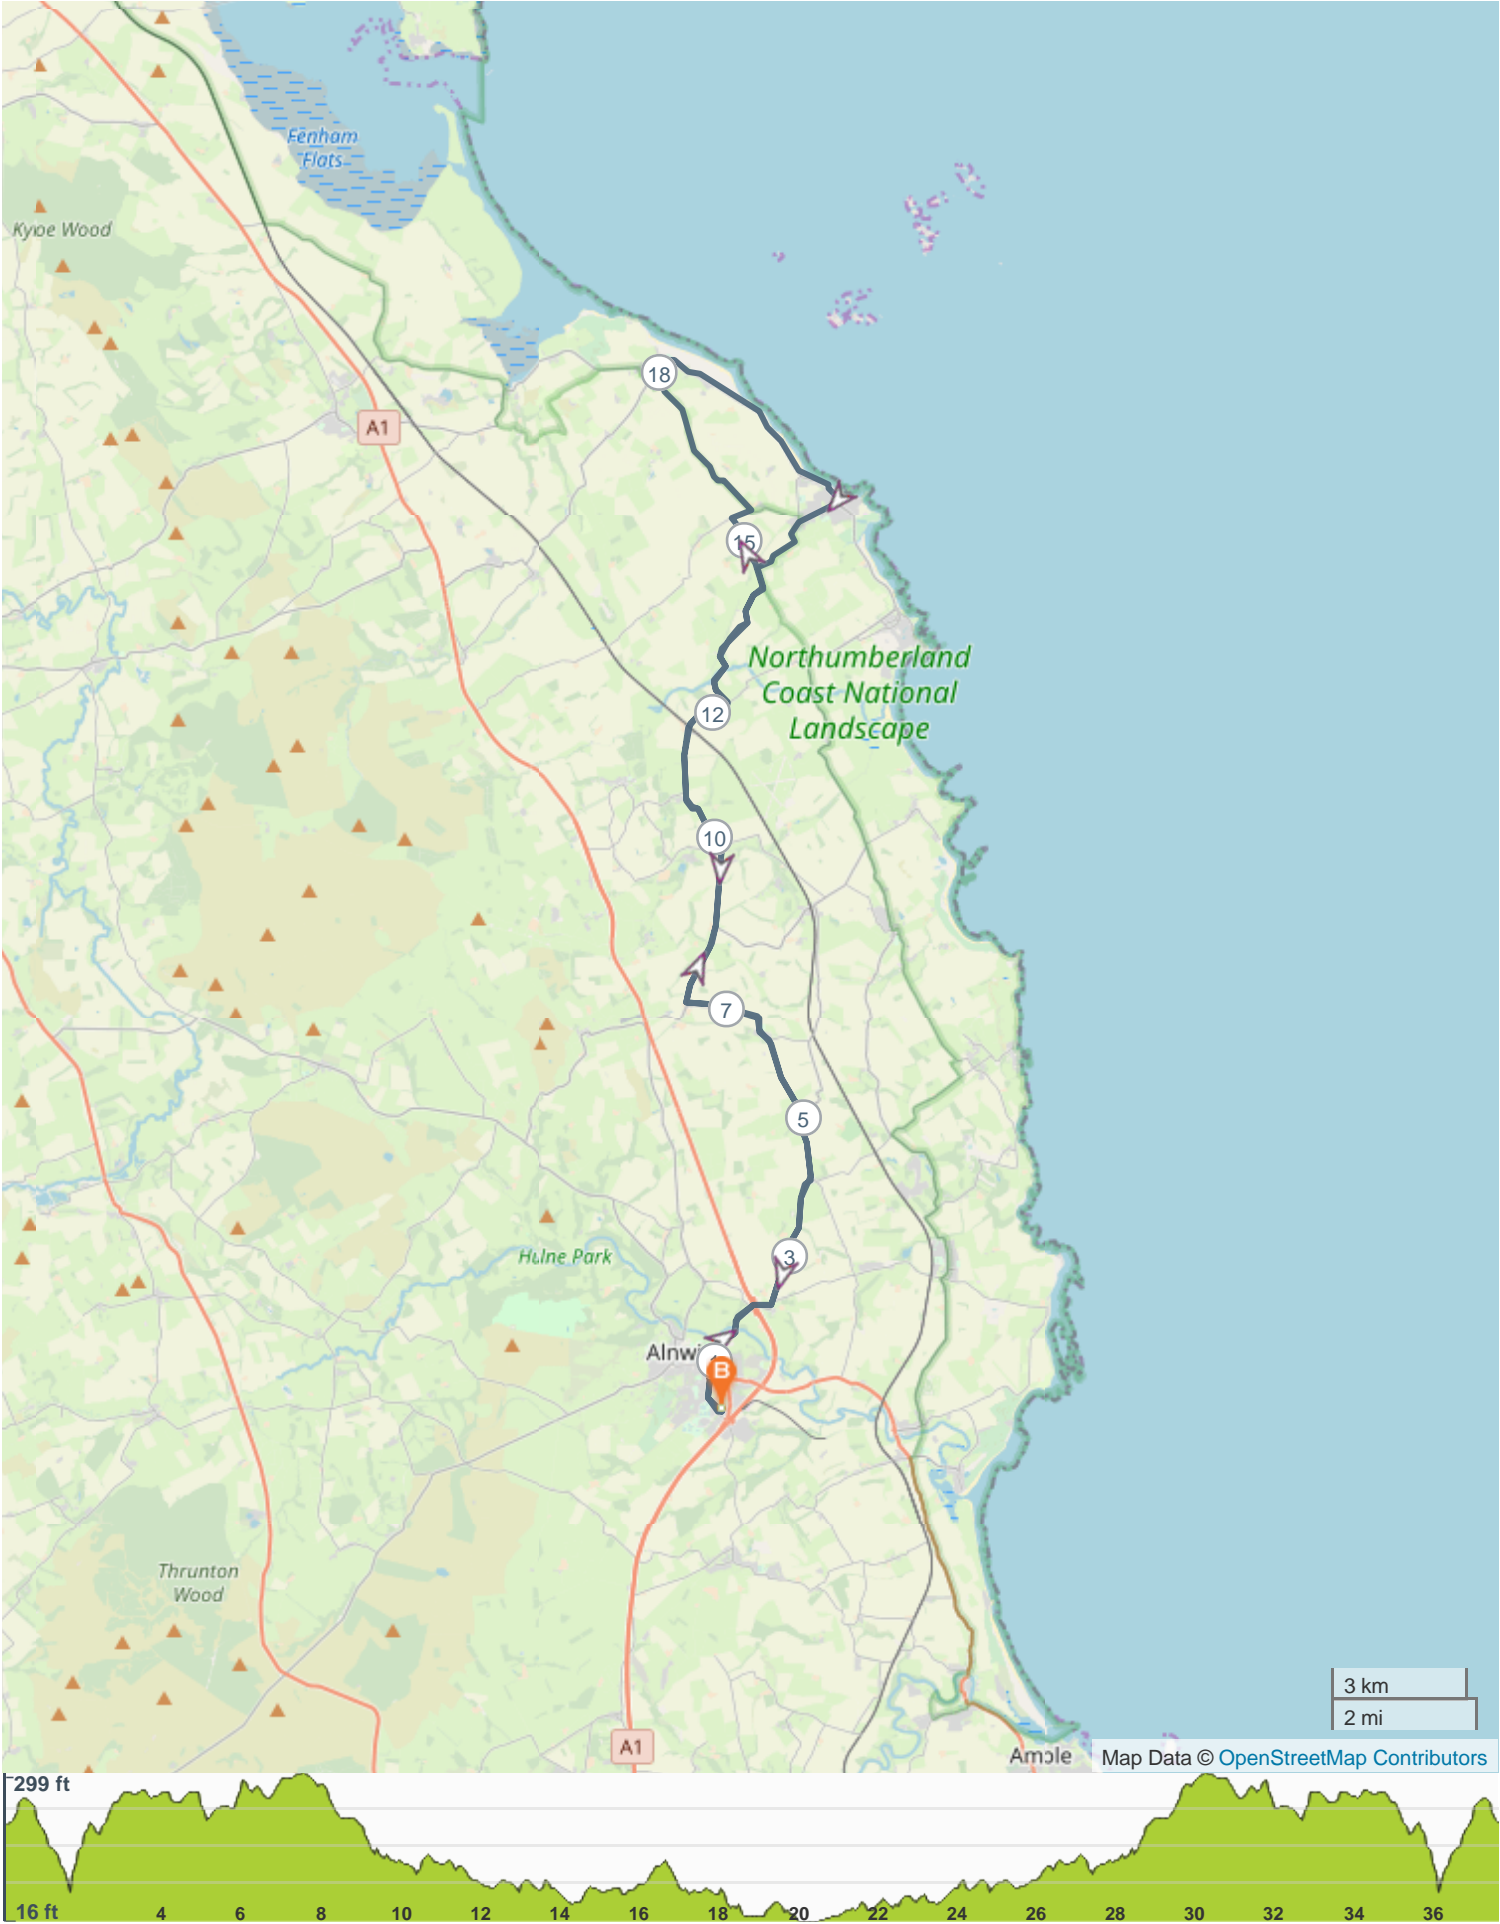 Fenham
Flats
Kyloe Wood
18
A1
15
Northumberland
Coast National
Landscape
12
10
7
5
3
Hulne Park
B
Thrunton
Wood
3 km
2 mi
A1
Amble
Map Data © OpenStreetMap Contributors
299 ft
16 ft
4 6 8 10 12 14 16 18 20 22 24 26 28 30 32 34 36